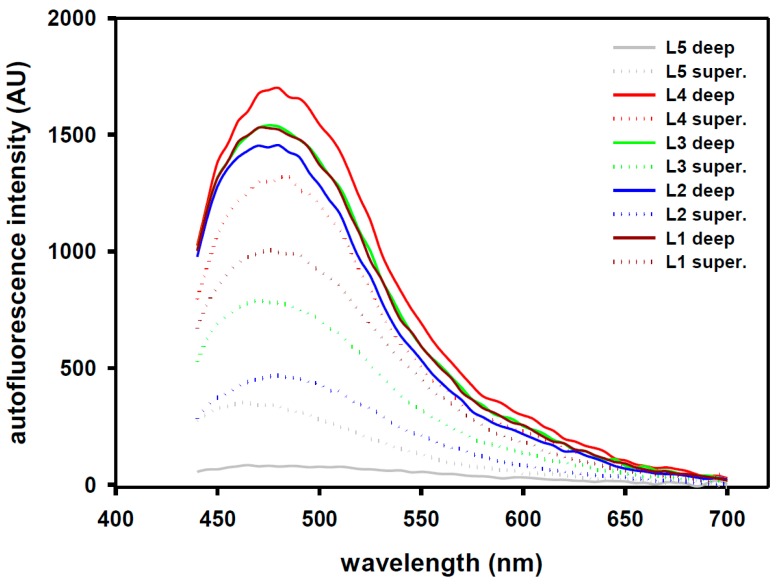 2000
1500
1000
500
0
autofluorescence intensity (AU)
400
450
500
550
600
650
700
wavelength (nm)
L5 deep
L5 super.
L4 deep
L4 super.
L3 deep
L3 super.
L2 deep
L2 super.
L1 deep
L1 super.